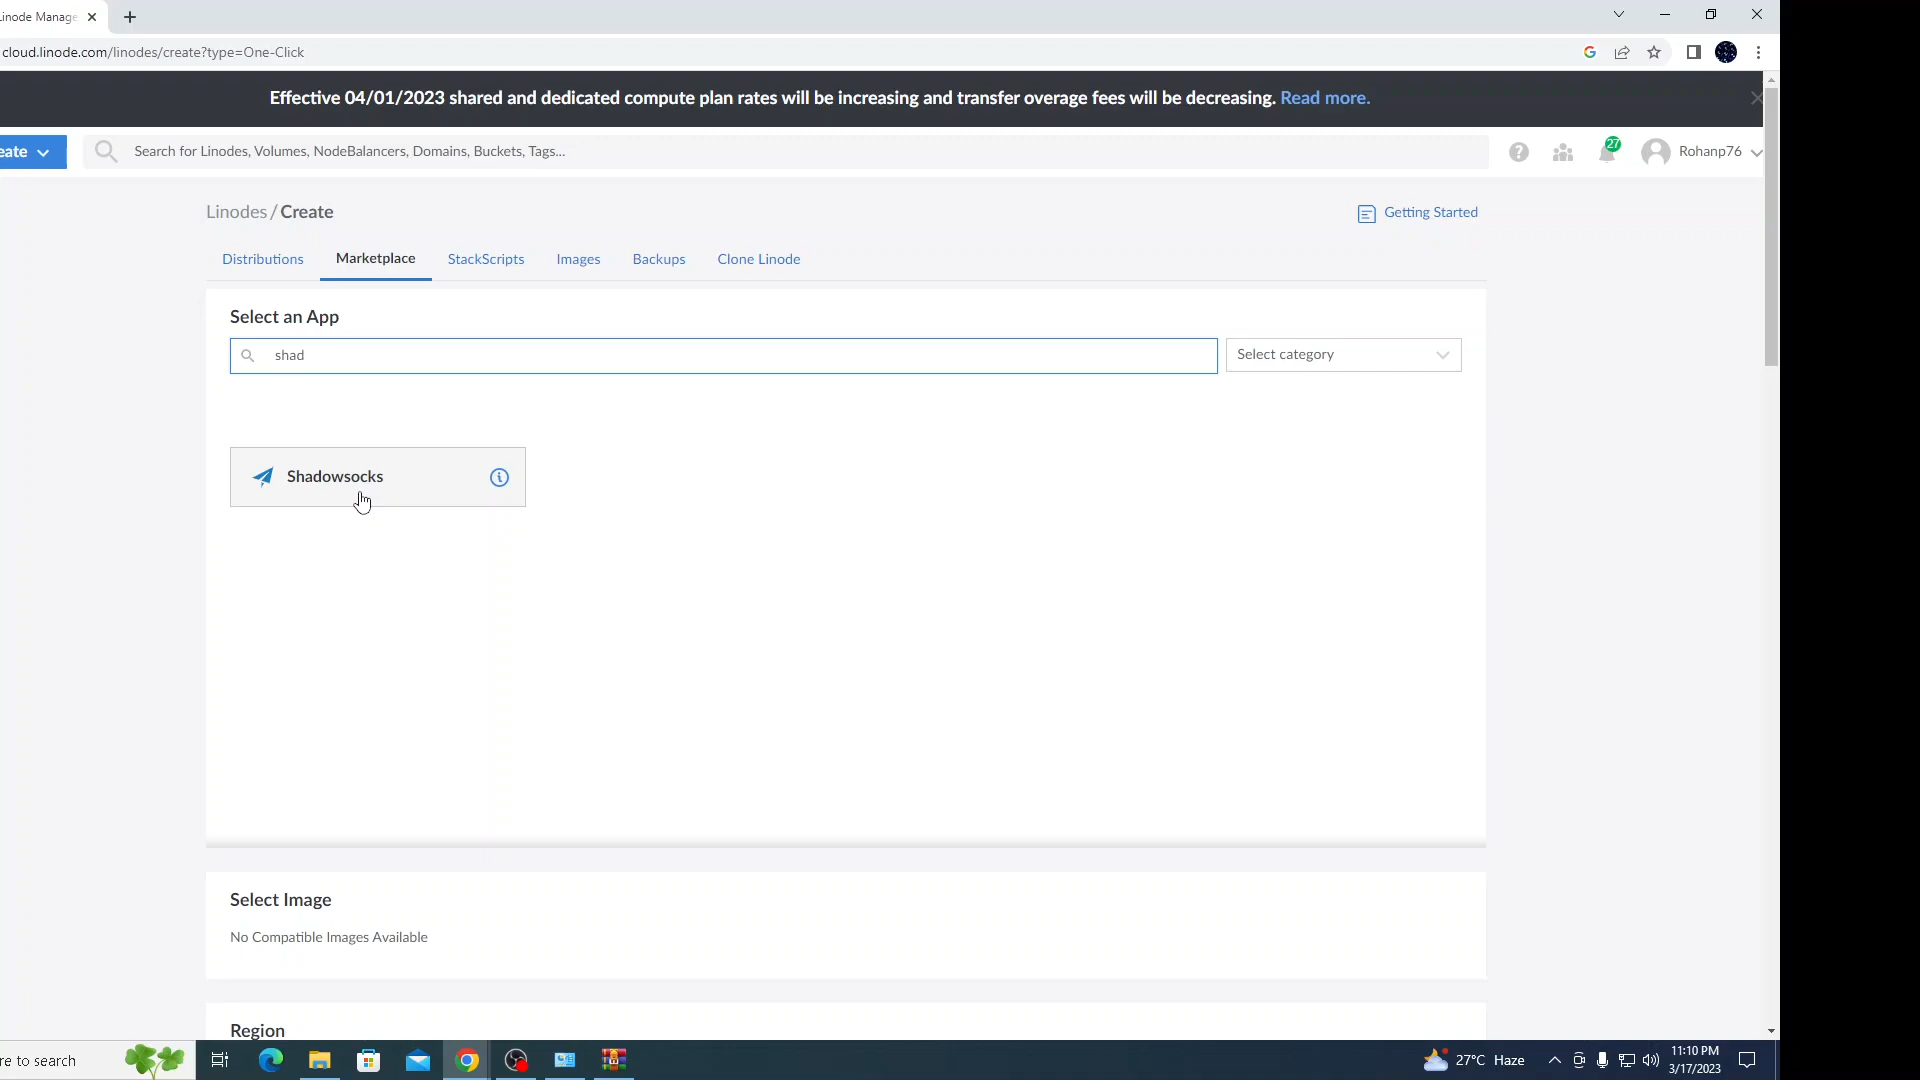 Linode Manage
cloud.linode.com/linodes/create?type=One-Click
Effective 04/01/2023 shared and dedicated compute plan rates will be increasing and transfer overage fees will be decreasing. Read more.
eate
Search for Linodes, Volumes, NodeBalancers, Domains, Buckets, Tags...
27
Rohanp76
Linodes / Create
Getting Started
Distributions
Marketplace
StackScripts
Images
Backups
Clone Linode
Select an App
shad
Select category
Shadowsocks
Select Image
No Compatible Images Available
Region
re to search
27°C Haze
11:10 PM
3/17/2023